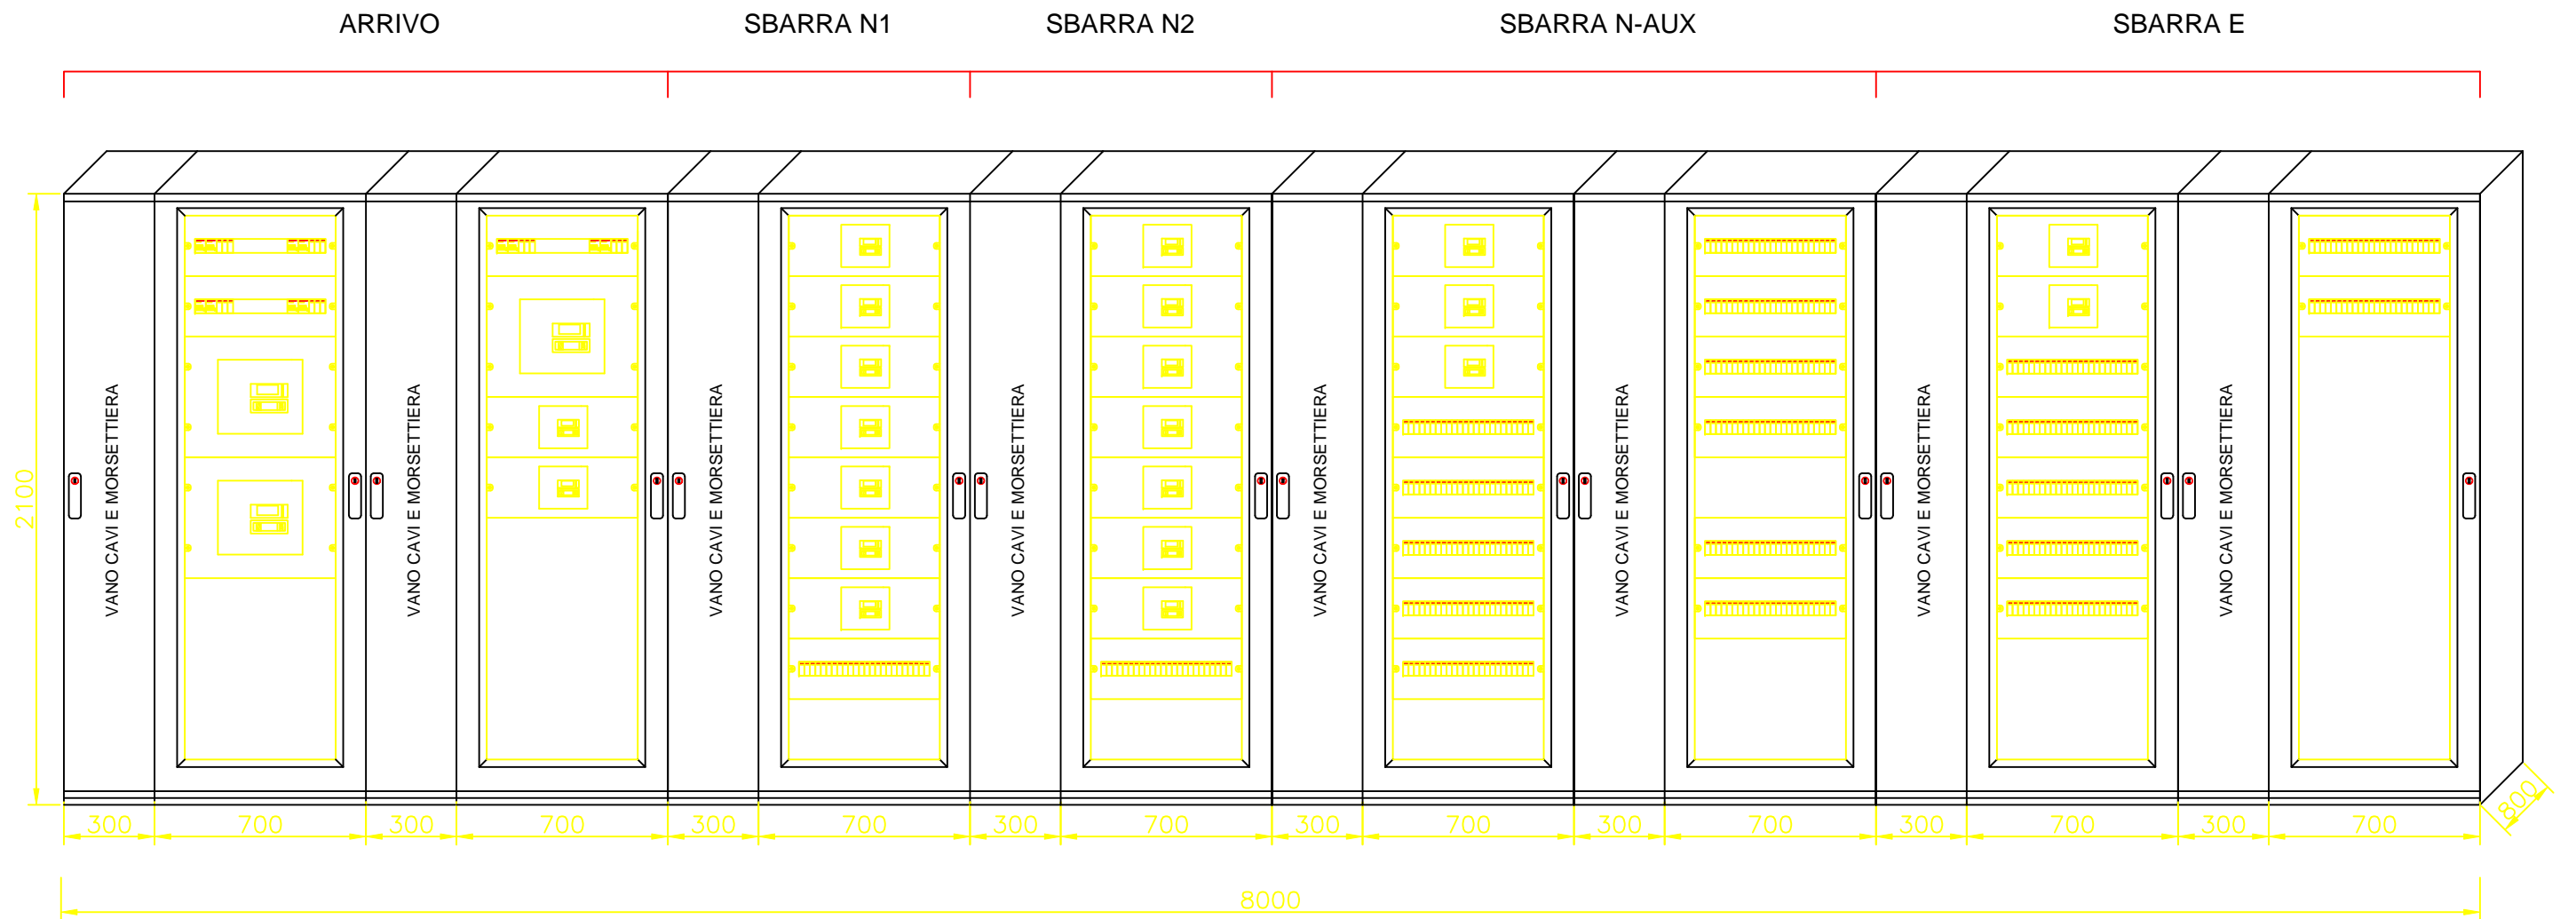 ARRIVO SBARRA N1 SBARRA N2 SBARRA N-AUX SBARRA E
2100
VANO CAVI E MORSETTIERA
VANO CAVI E MORSETTIERA
VANO CAVI E MORSETTIERA
VANO CAVI E MORSETTIERA
VANO CAVI E MORSETTIERA
VANO CAVI E MORSETTIERA
VANO CAVI E MORSETTIERA
VANO CAVI E MORSETTIERA
300 700 300 700 300 700 300 700 300 700 300 700 300 700 300 700
800
8000